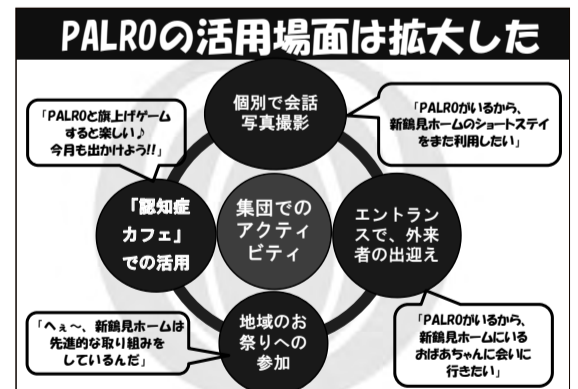 PALROの活用場面は拡大した
個別で会話
写真撮影
「PALROと旗上げゲーム
すると楽しい♪
今月も出かけよう!!」
「PALROがいるから、
新鶴見ホームのショートステイ
をまた利用したい」
「認知症
カフェ」
での活用
集団での
アクティ
ビティ
エントラン
スで、外来
者の出迎え
地域のお
祭りへの
参加
「へぇ～、新鶴見ホームは
先進的な取り組みを
しているんだ」
「PALROがいるから、
新鶴見ホームにいる
おばあちゃんに会いに
行きたい」